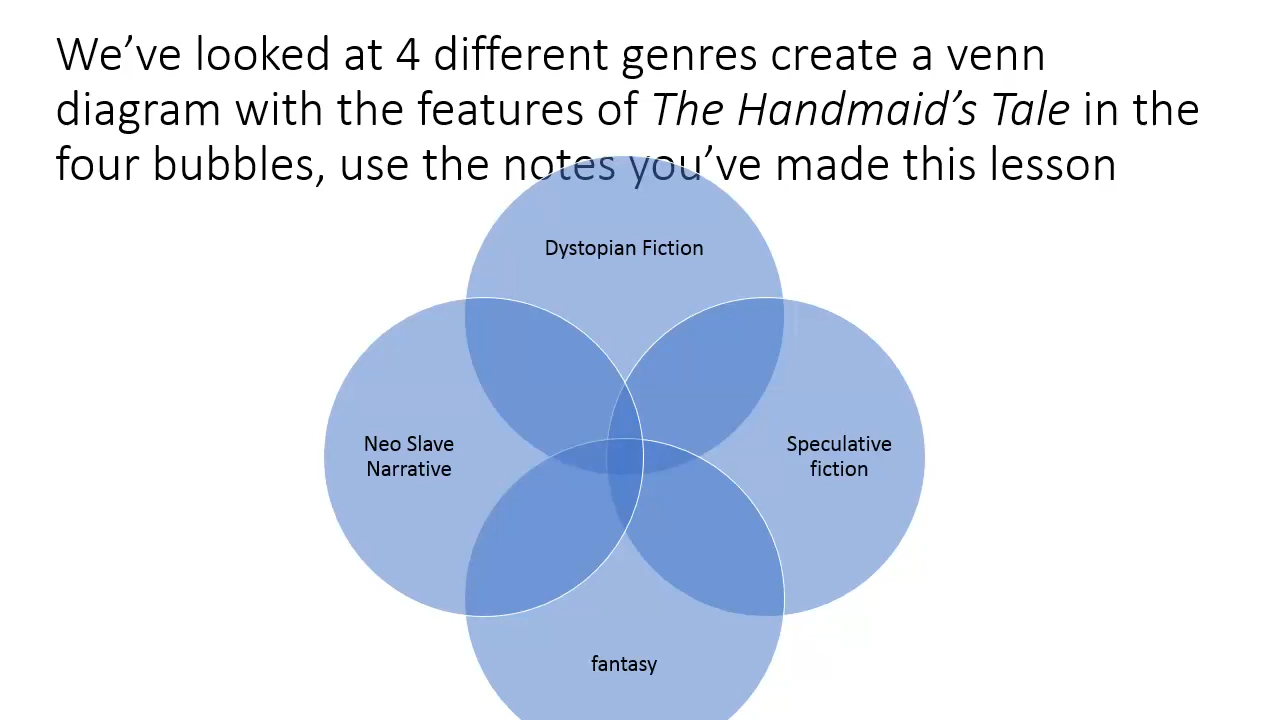 We’ve looked at 4 different genres create a venn
diagram with the features of The Handmaid’s Tale in the
four bubbles, use the notes you’ve made this lesson
Dystopian Fiction
Neo Slave
Narrative
Speculative
fiction
fantasy